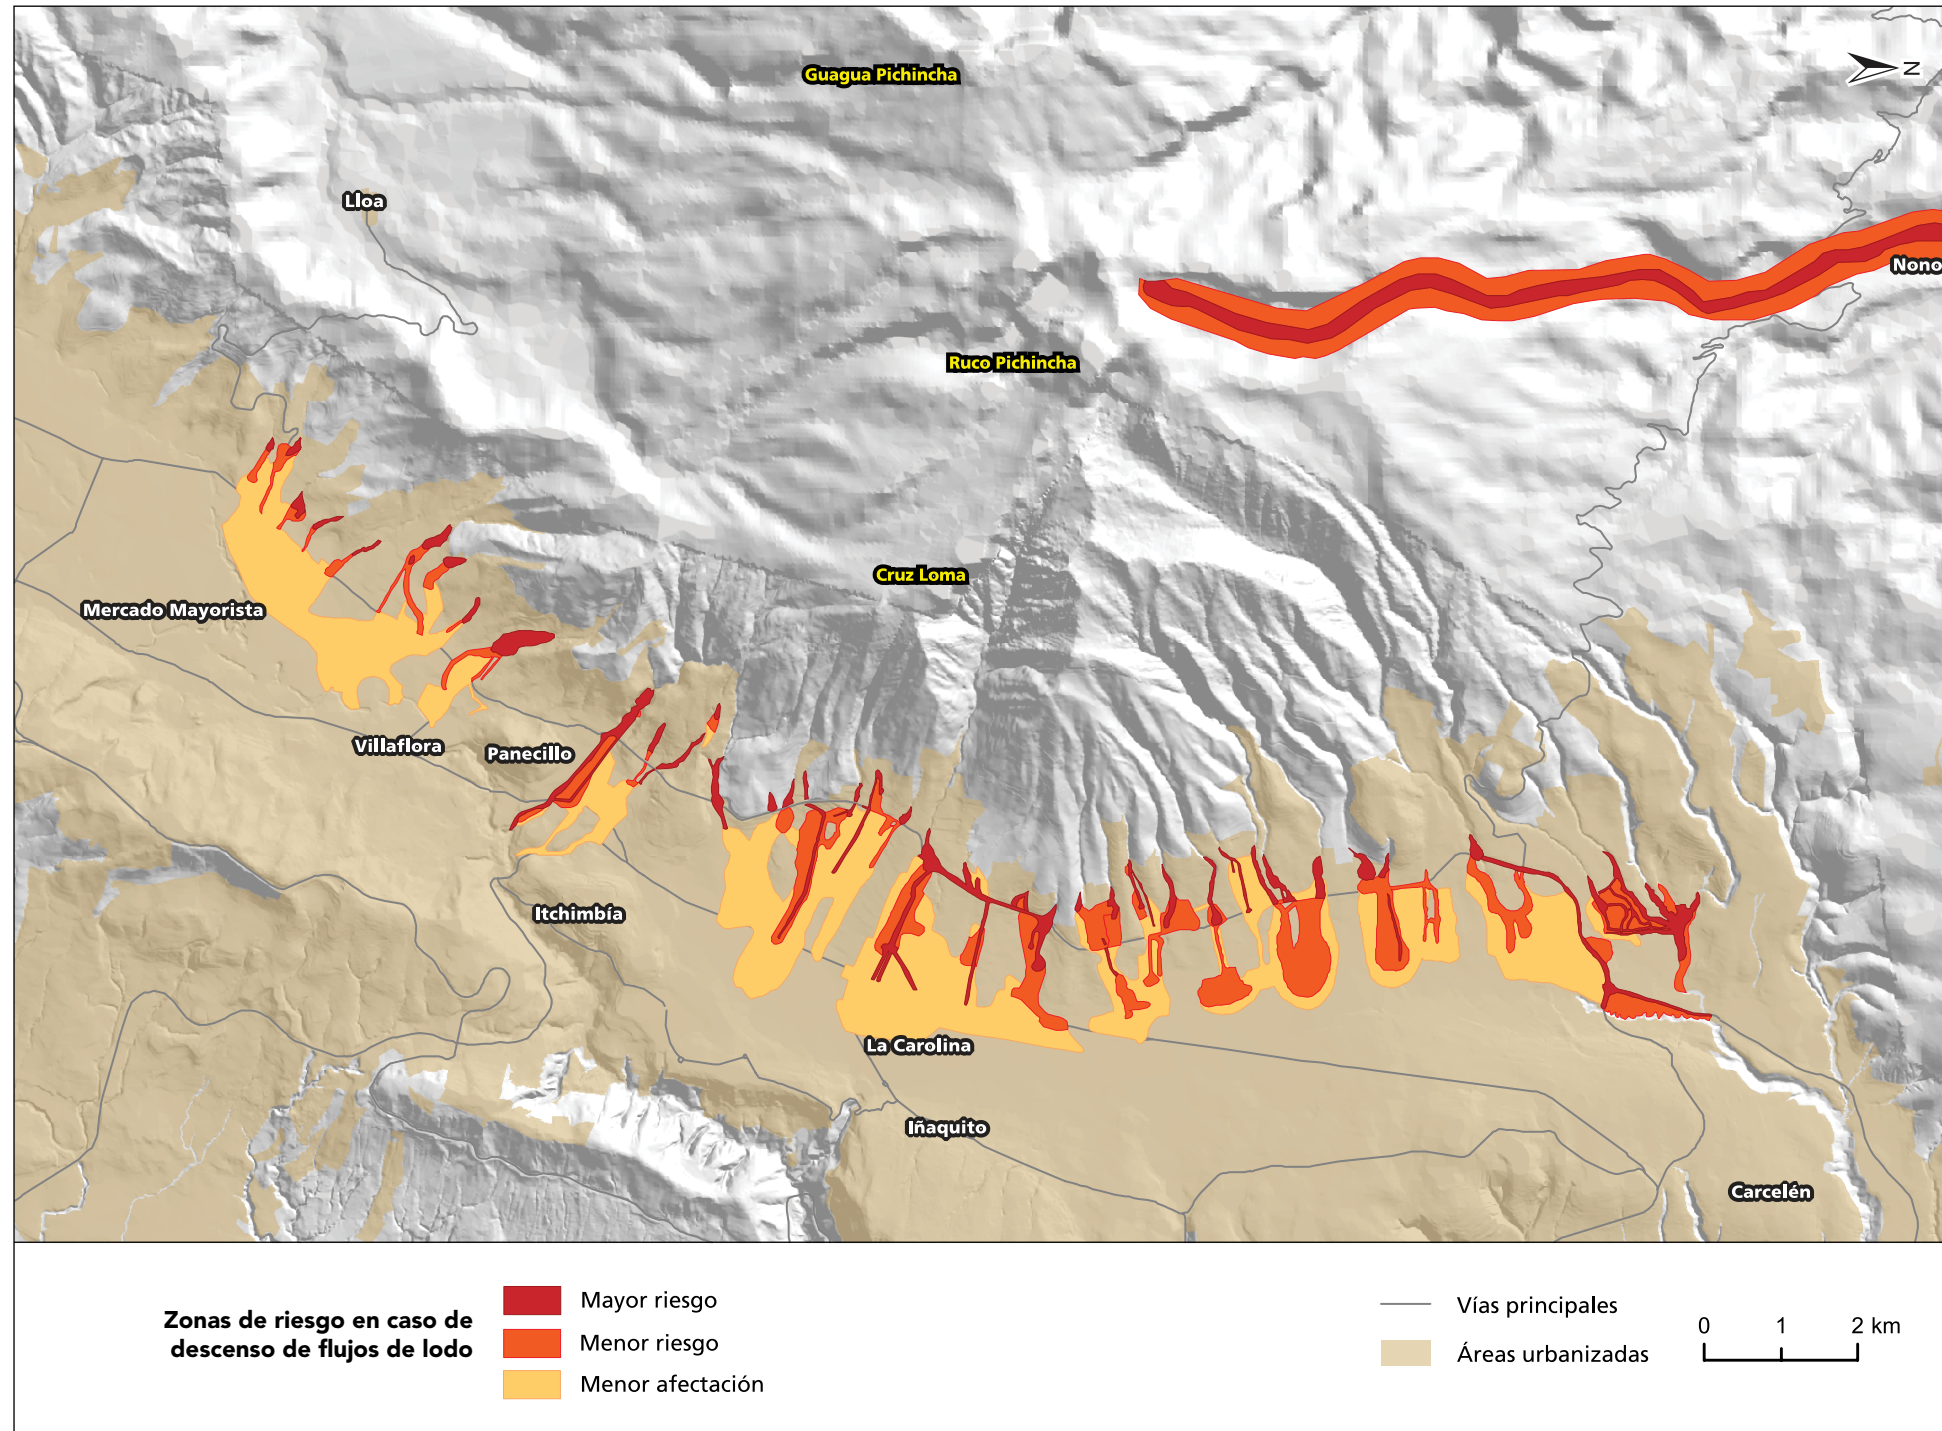 Guagua Pichincha
N
Lloa
Nono
Ruco Pichincha
Cruz Loma
Mercado Mayorista
Villaflora
Panecillo
Itchimbía
La Carolina
Iñaquito
Carcelén
Zonas de riesgo en caso de
descenso de flujos de lodo
Mayor riesgo
Menor riesgo
Menor afectación
Vías principales
Áreas urbanizadas
0 1 2 km